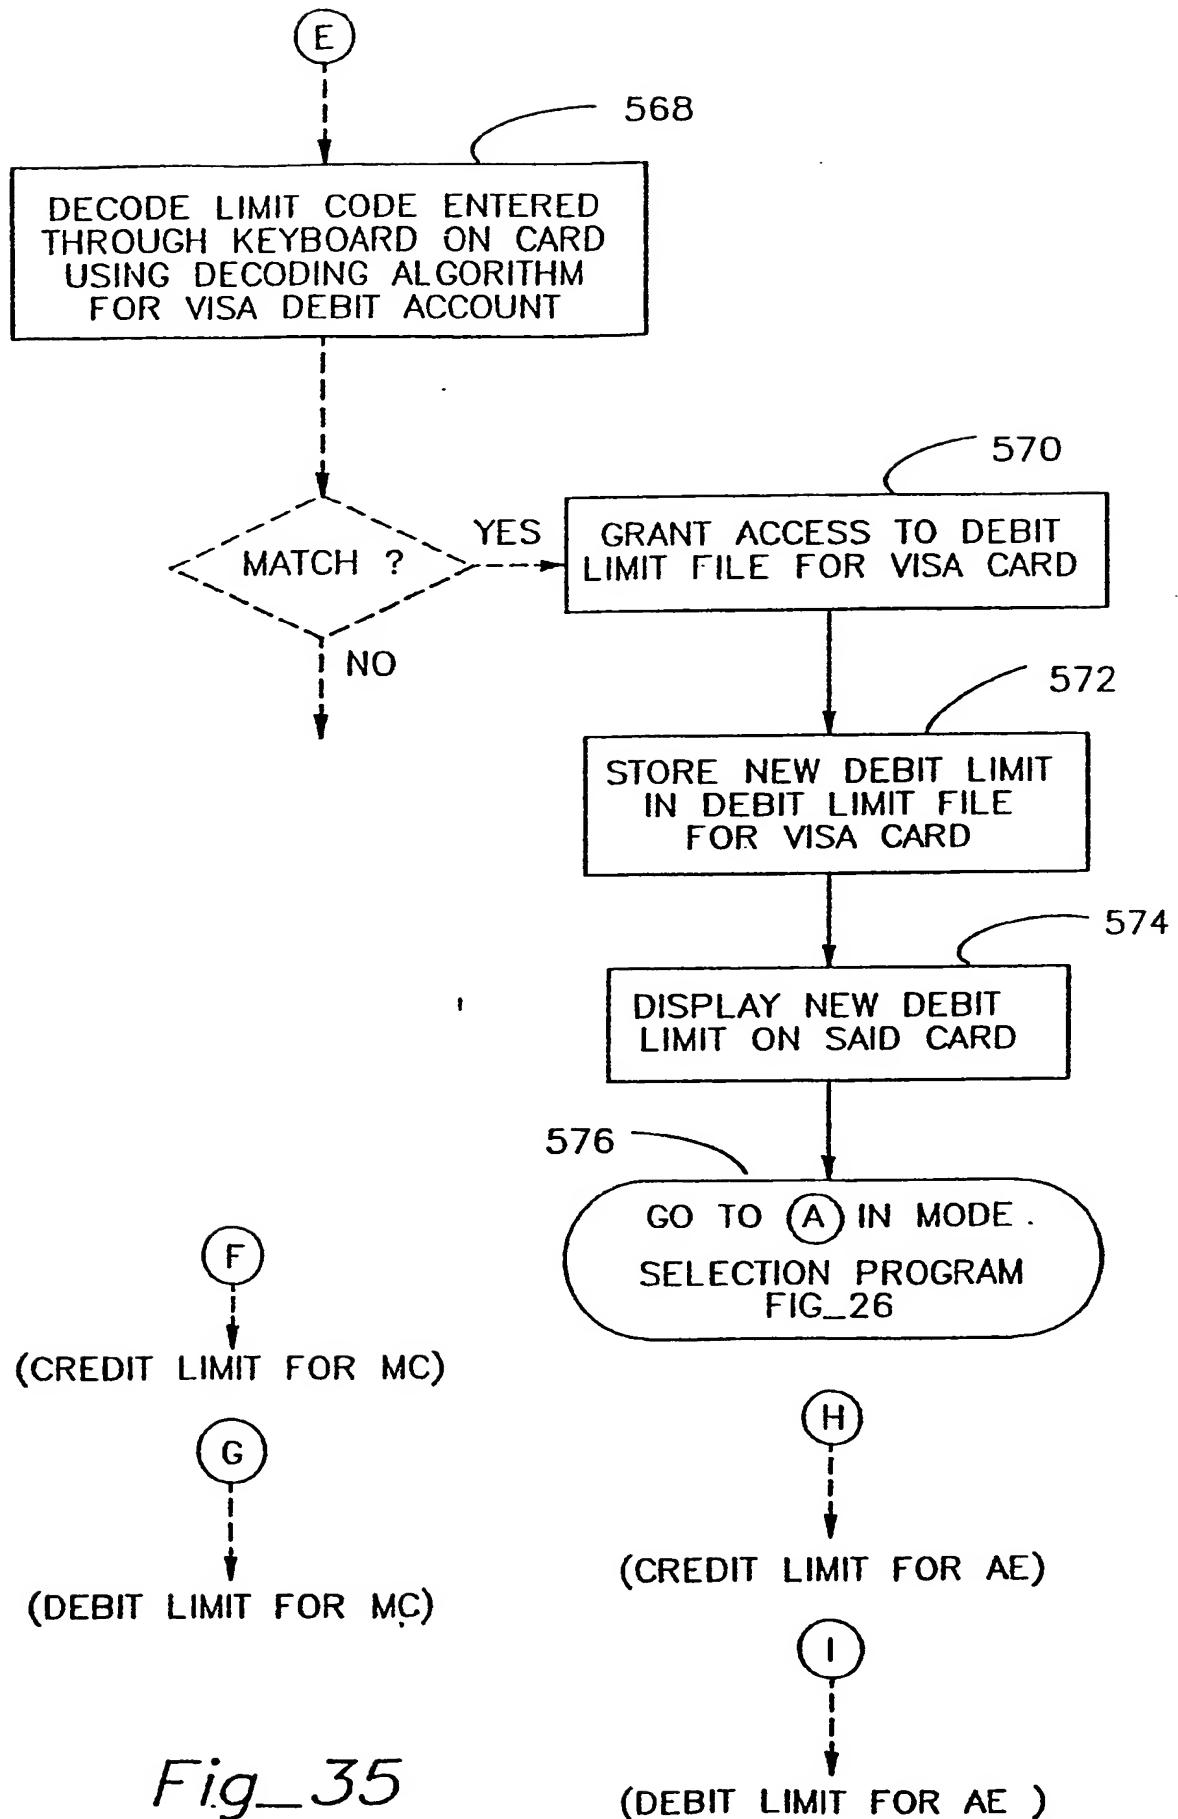 E
568
DECODE LIMIT CODE ENTERED
THROUGH KEYBOARD ON CARD
USING DECODING ALGORITHM
FOR VISA DEBIT ACCOUNT
MATCH ?
YES
NO
570
GRANT ACCESS TO DEBIT
LIMIT FILE FOR VISA CARD
572
STORE NEW DEBIT LIMIT
IN DEBIT LIMIT FILE
FOR VISA CARD
574
DISPLAY NEW DEBIT
LIMIT ON SAID CARD
576
GO TO A IN MODE
SELECTION PROGRAM
FIG_26
F
(CREDIT LIMIT FOR MC)
G
(DEBIT LIMIT FOR MC)
H
(CREDIT LIMIT FOR AE)
I
(DEBIT LIMIT FOR AE )
Fig_35